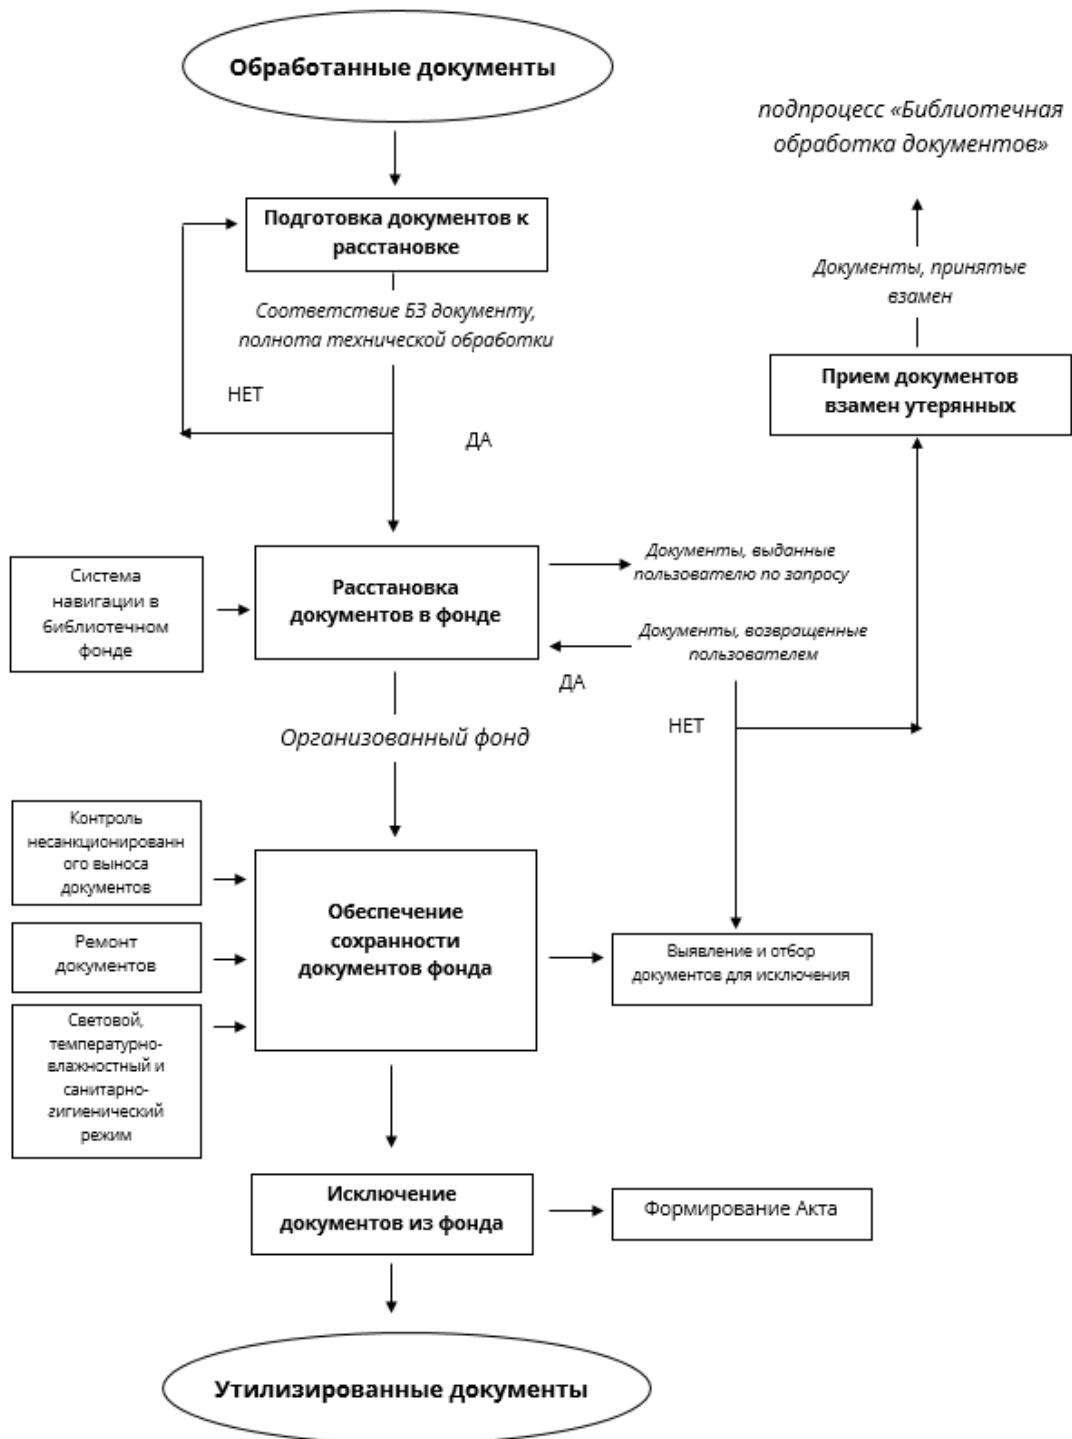 Обработанные документы
подпроцесс «Библиотечная
обработка документов»
Подготовка документов к
расстановке
Документы, принятые
взамен
Соответствие БЗ документу,
полнота технической обработки
Прием документов
взамен утерянных
НЕТ
ДА
Система
навигации в
библиотечном
фонде
Расстановка
документов в фонде
Документы, выданные
пользователю по запросу
Документы, возвращенные
пользователем
ДА
НЕТ
Организованный фонд
Контроль
несанкционированн
ого выноса
документов
Ремонт
документов
Световой,
температурно-
влажностный и
санитарно-
гигиенический
режим
Обеспечение
сохранности
документов фонда
Выявление и отбор
документов для исключения
Исключение
документов из фонда
Формирование Акта
Утилизированные документы